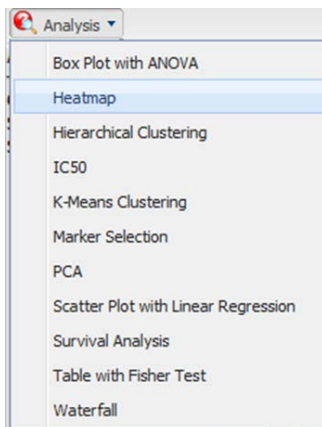 Analysis
Box Plot with ANOVA
Heatmap
Hierarchical Clustering
IC50
K-Means Clustering
Marker Selection
PCA
Scatter Plot with Linear Regression
Survival Analysis
Table with Fisher Test
Waterfall